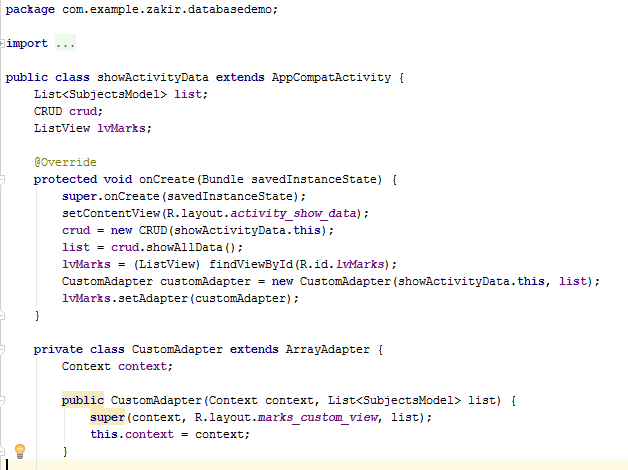 package com.example.zakir.databasedemo;
import ...
public class showActivityData extends AppCompatActivity {
List<SubjectsModel> list;
CRUD crud;
ListView lvMarks;
@Override
protected void onCreate(Bundle savedInstanceState) {
super.onCreate(savedInstanceState);
setContentView(R.layout.activity_show_data);
crud = new CRUD(showActivityData.this);
list = crud.showAllData();
lvMarks = (ListView) findViewById(R.id.lvMarks);
CustomAdapter customAdapter = new CustomAdapter(showActivityData.this, list);
lvMarks.setAdapter(customAdapter);
}
private class CustomAdapter extends ArrayAdapter {
Context context;
public CustomAdapter(Context context, List<SubjectsModel> list) {
super(context, R.layout.marks_custom_view, list);
this.context = context;
}